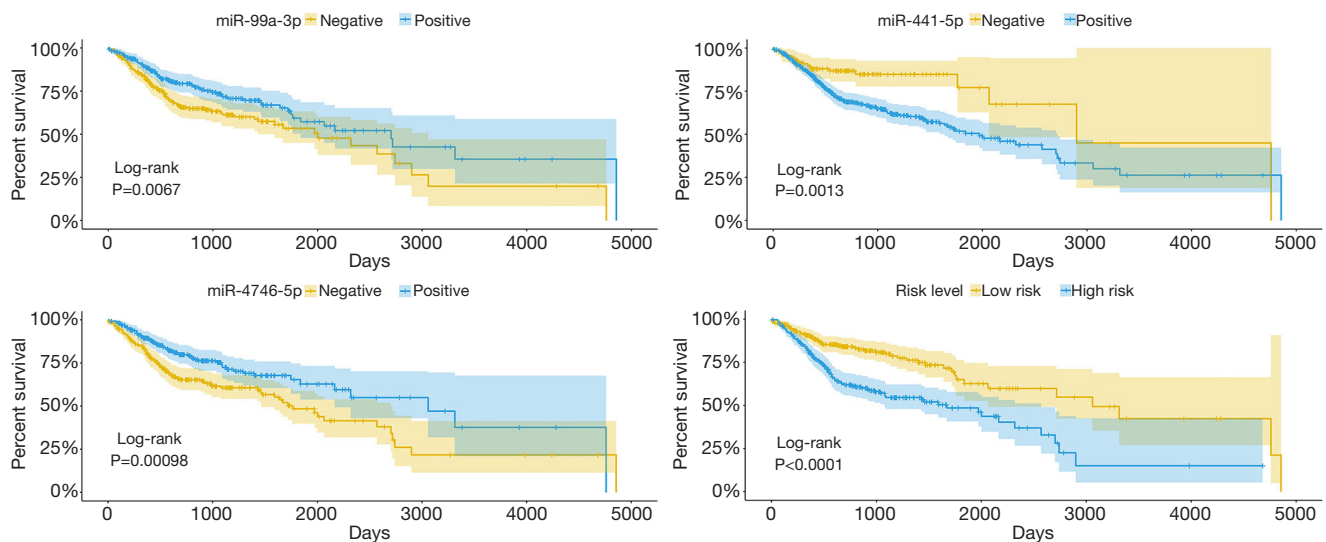 miR-99a-3p Negative Positive
100%
75%
50%
25%
0%
Percent survival
Log-rank
P=0.0067
0 1000 2000 3000 4000 5000
Days
miR-441-5p Negative Positive
100%
75%
50%
25%
0%
Percent survival
Log-rank
P=0.0013
0 1000 2000 3000 4000 5000
Days
miR-4746-5p Negative Positive
100%
75%
50%
25%
0%
Percent survival
Log-rank
P=0.00098
0 1000 2000 3000 4000 5000
Days
Risk level Low risk High risk
100%
75%
50%
25%
0%
Percent survival
Log-rank
P<0.0001
0 1000 2000 3000 4000 5000
Days